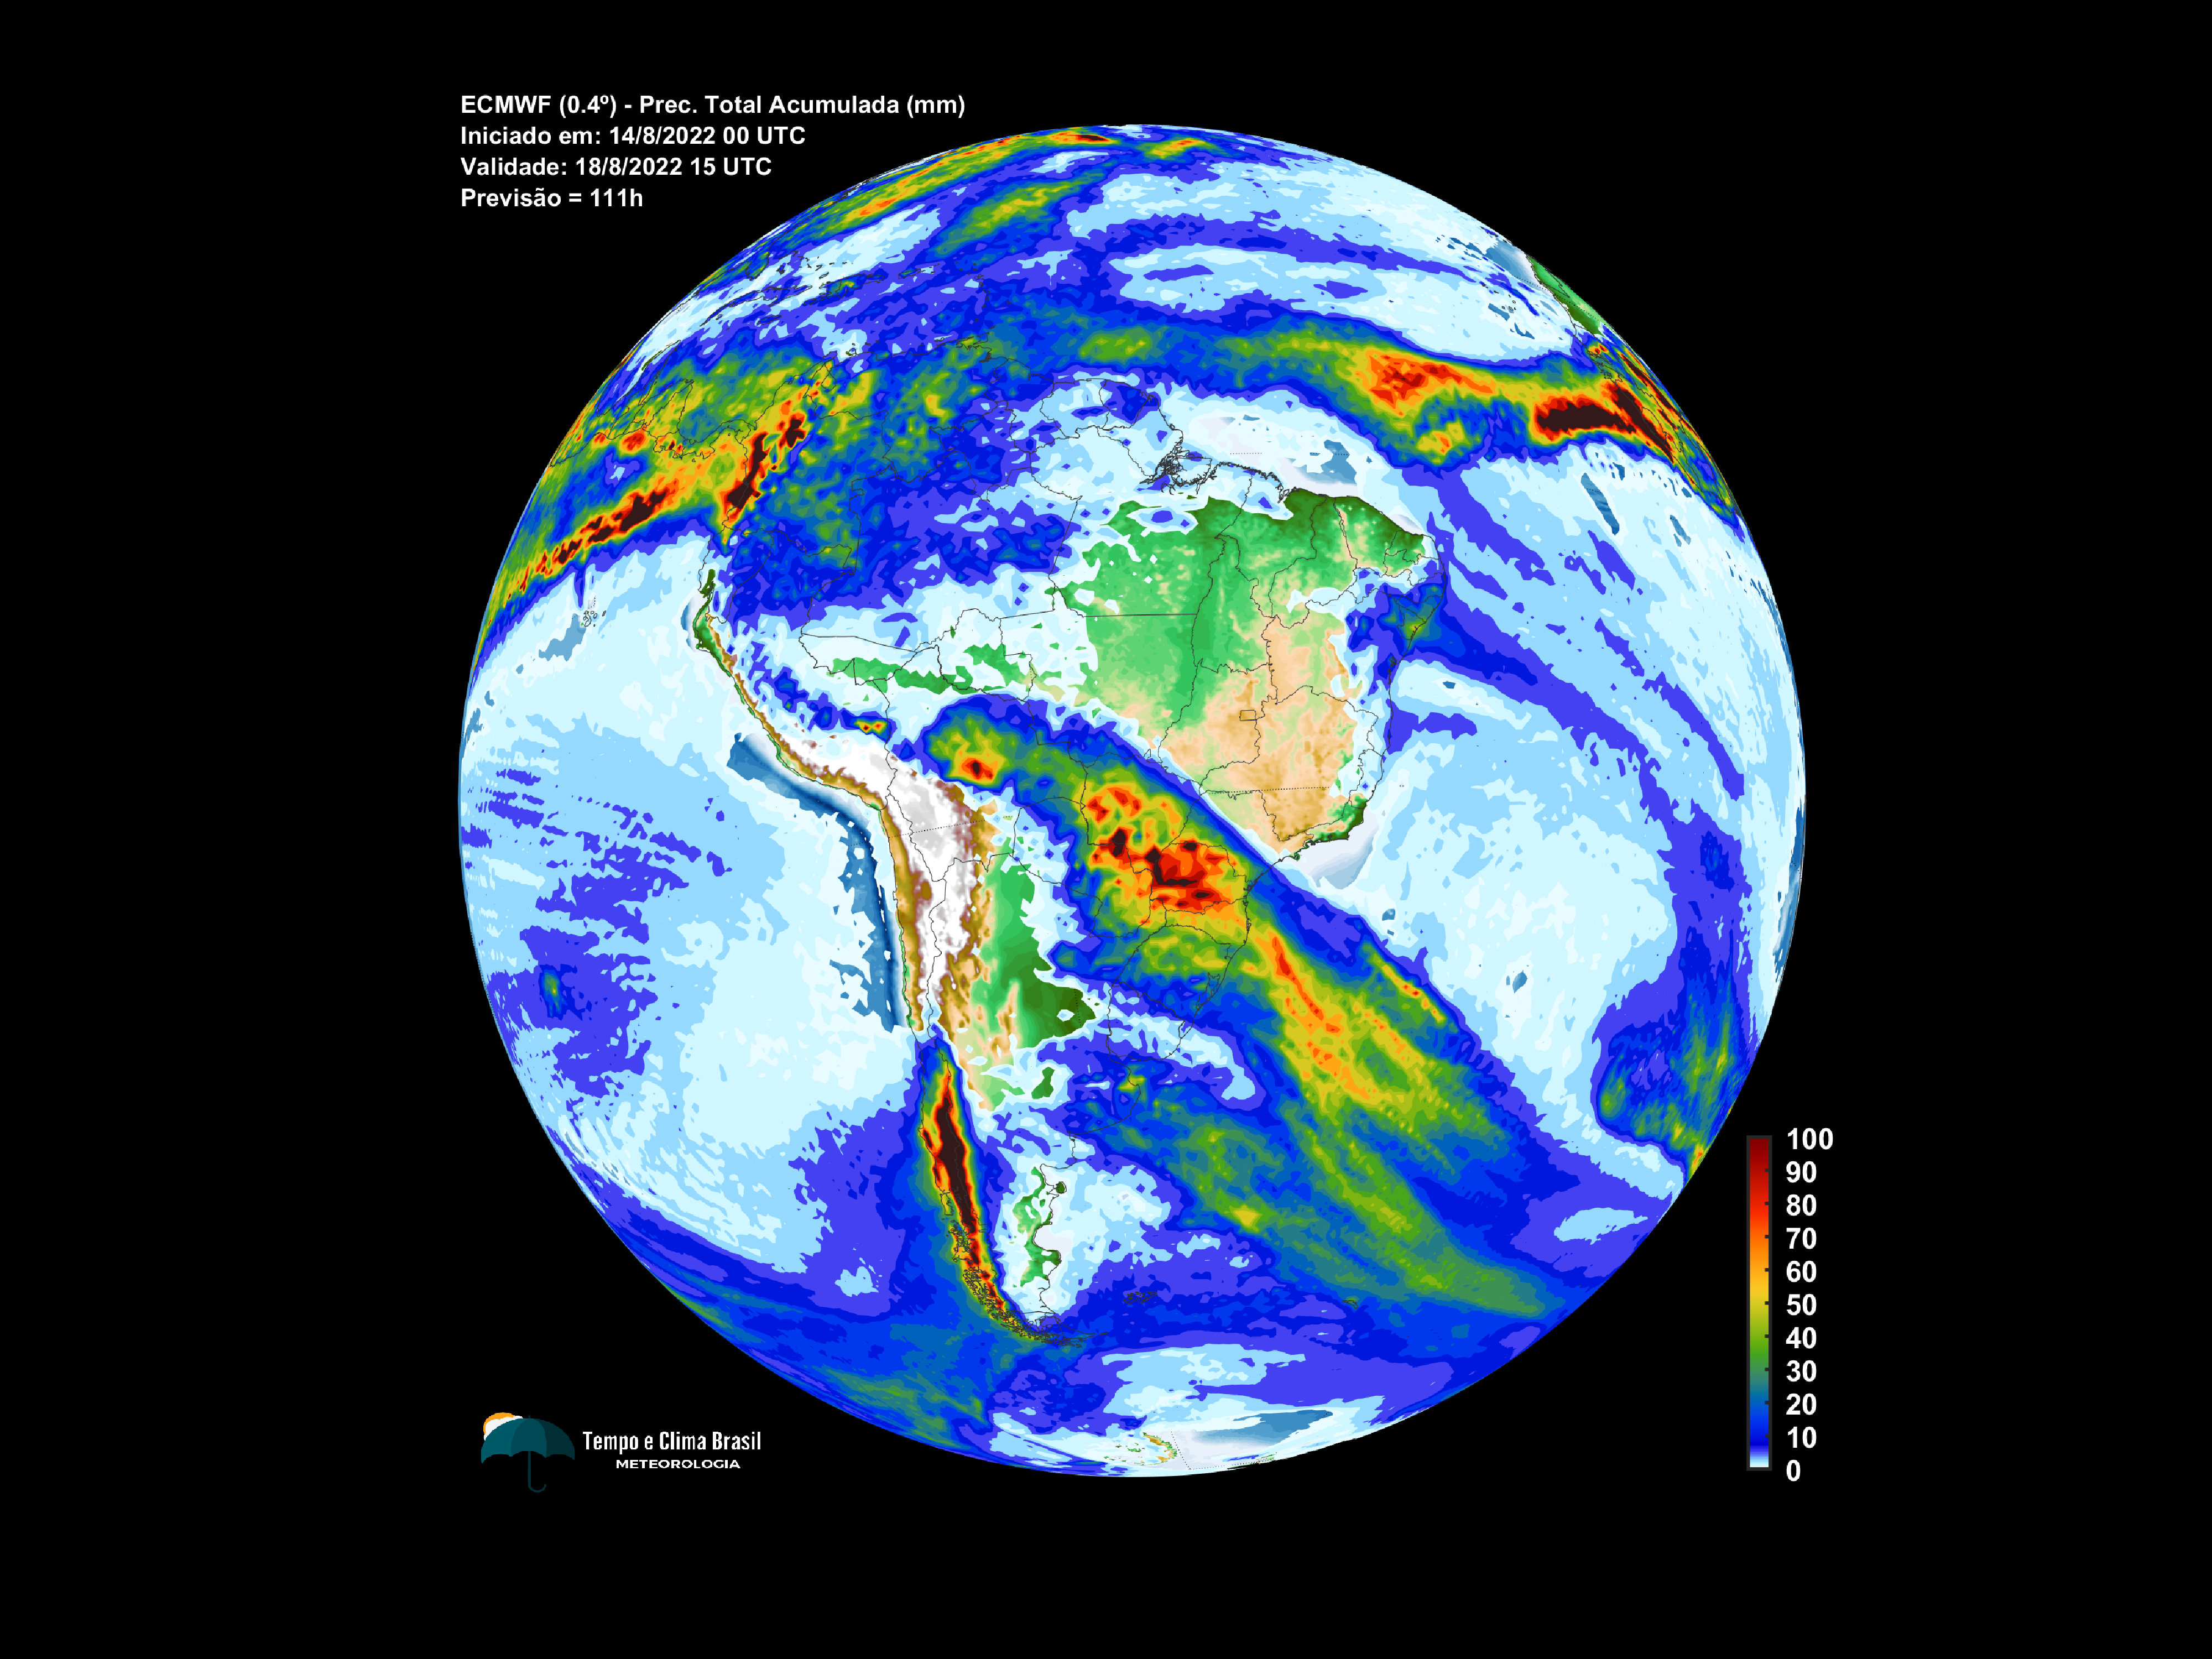 ECMWF (0.4º) - Prec. Total Acumulada (mm)
Iniciado em: 14/8/2022 00 UTC
Validade: 18/8/2022 15 UTC
Previsão = 111h
100
90
80
70
60
50
40
30
20
10
0
Tempo e Clima Brasil
METEOROLOGIA